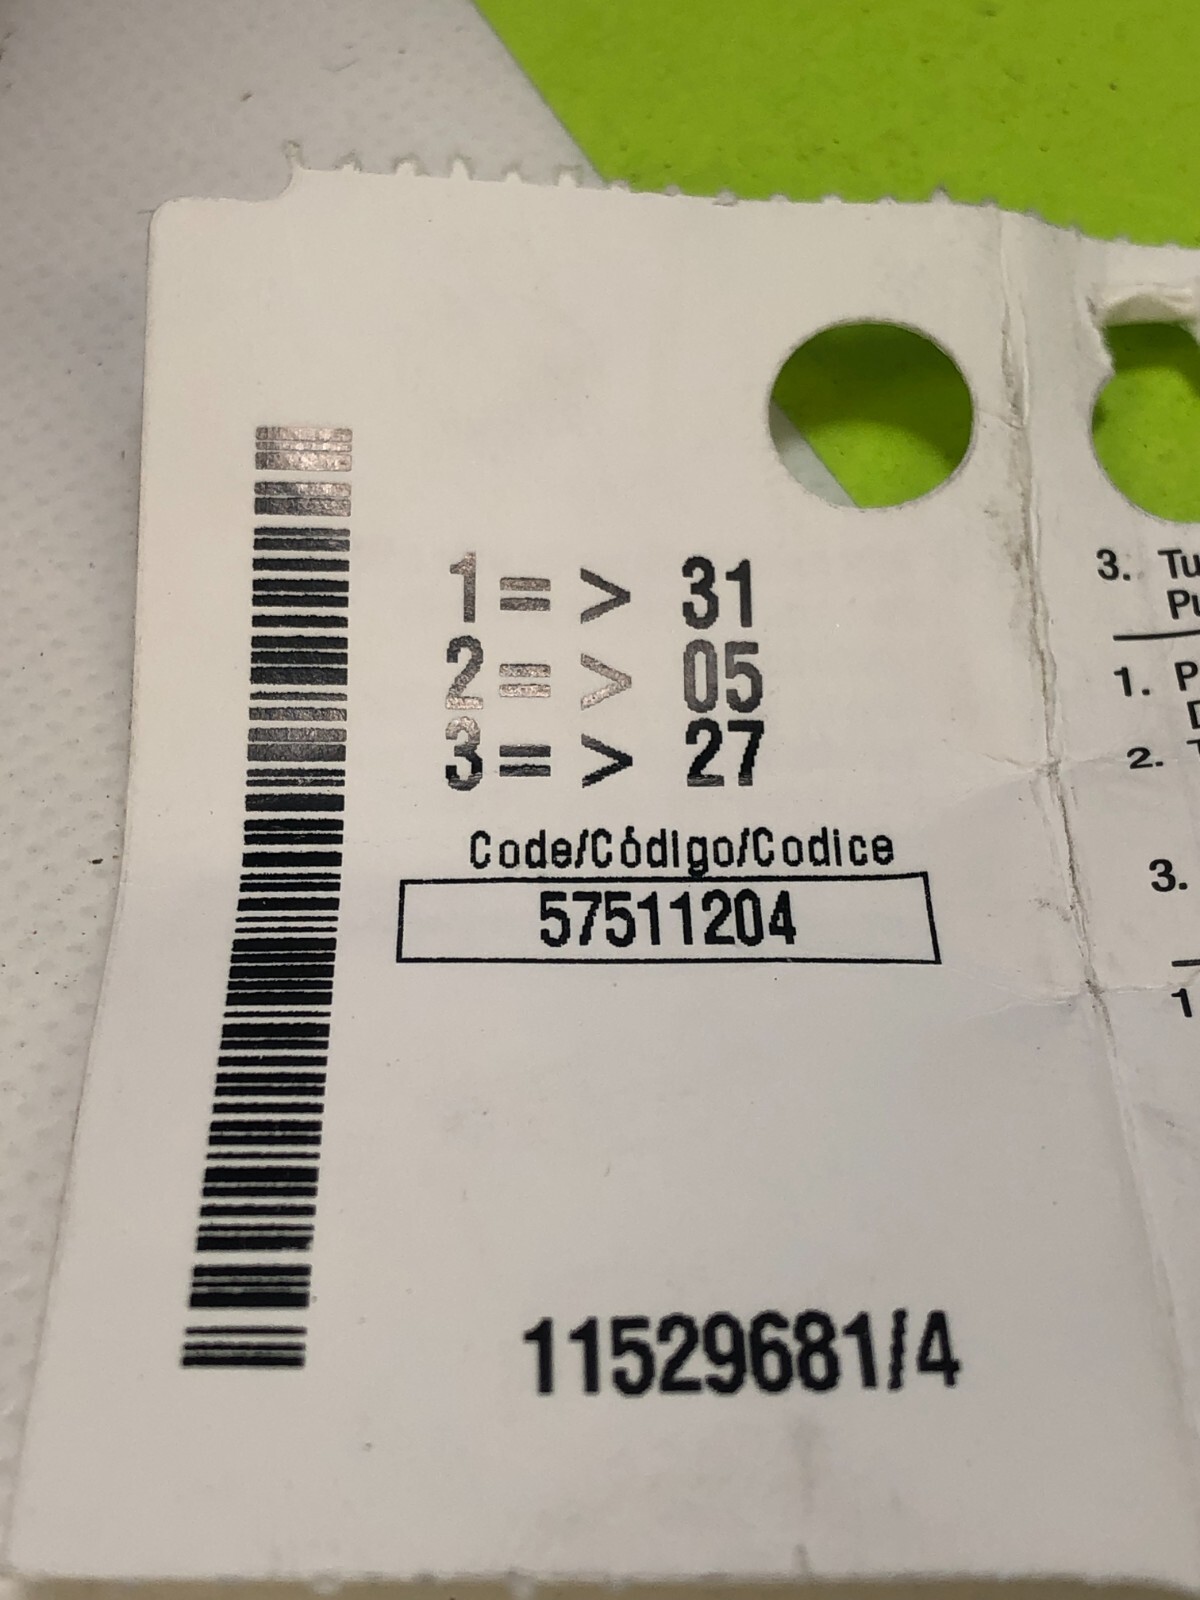 1=> 31
2=> 05
3=> 27
Code/Código/Codice
57511204
11529681/4
3. Tu
Pu
1. P
D
2. T
3.
1